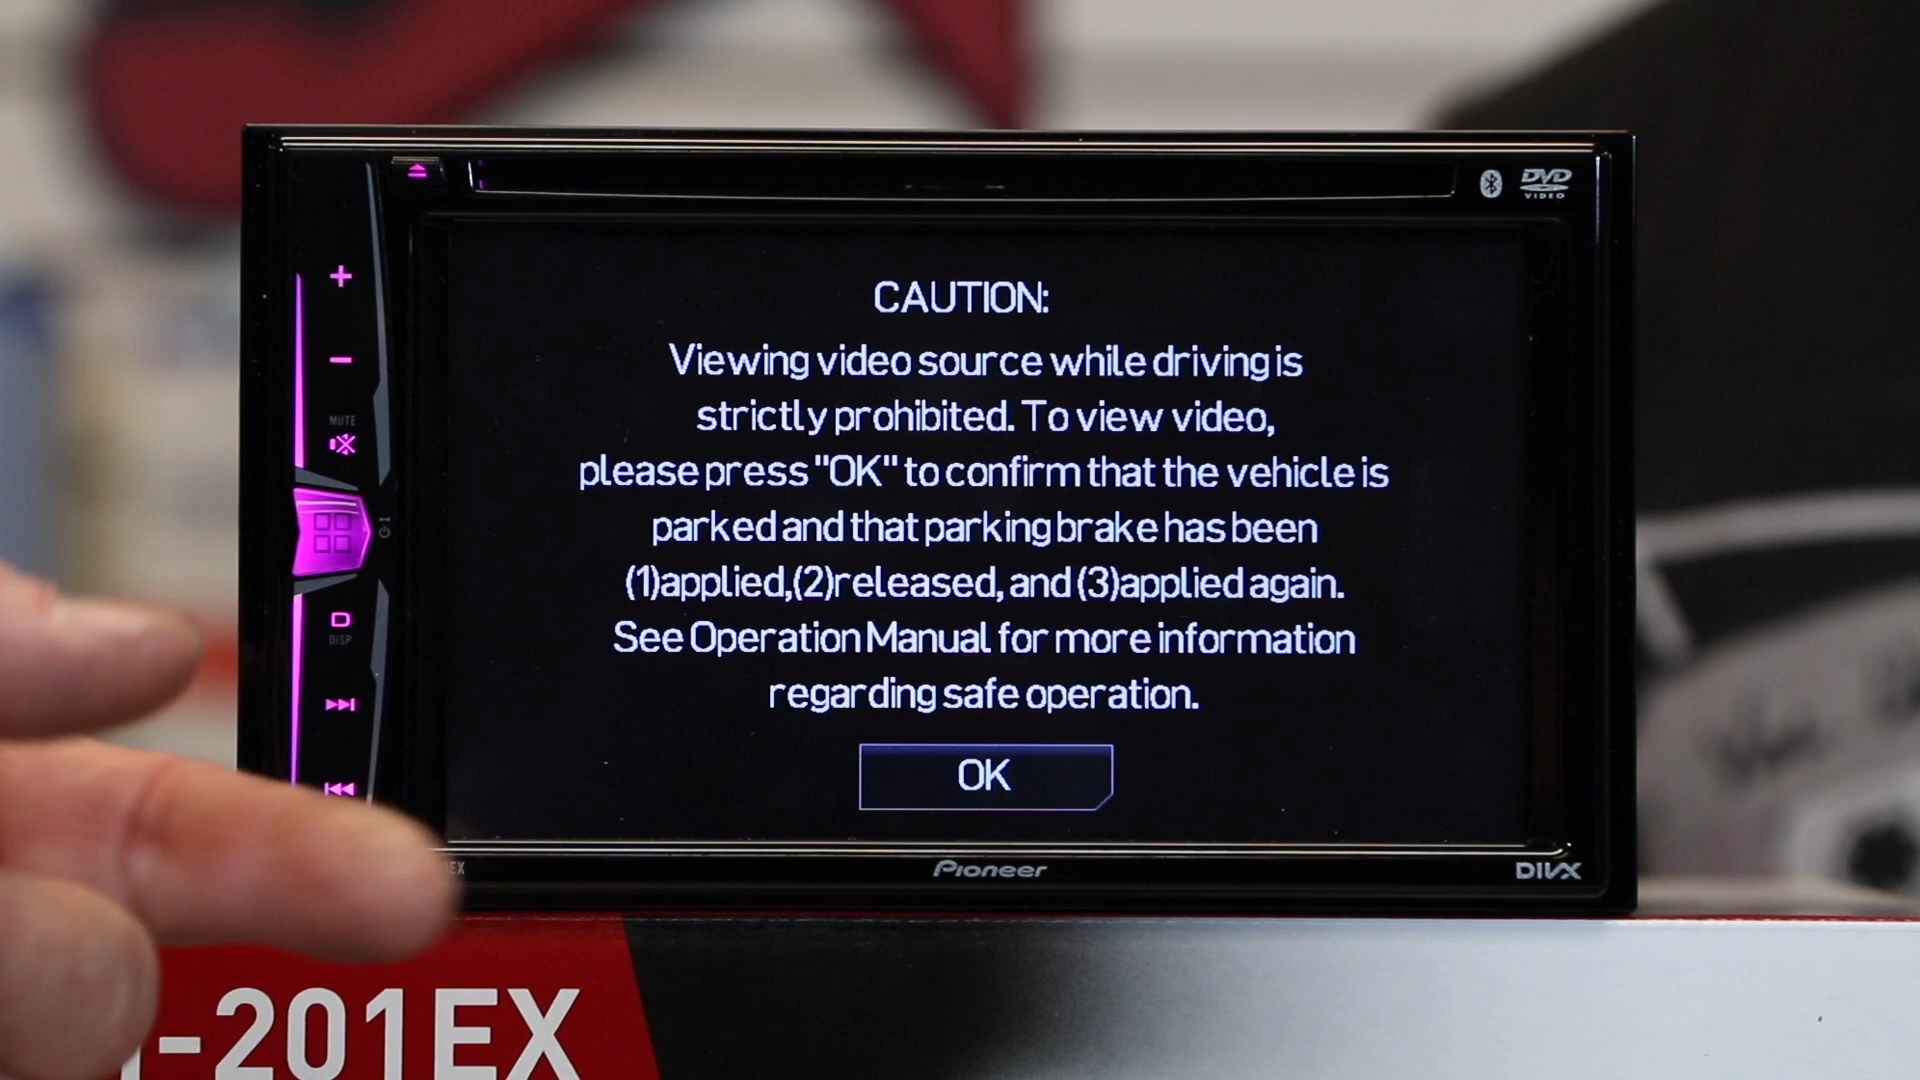 DVD
VIDEO
CAUTION:
Viewing video source while driving is
strictly prohibited. To view video,
please press "OK" to confirm that the vehicle is
parked and that parking brake has been
(1)applied,(2)released, and (3)applied again.
See Operation Manual for more information
regarding safe operation.
OK
MUTE
D
DISP
EX
Pioneer
DIVX
-201EX